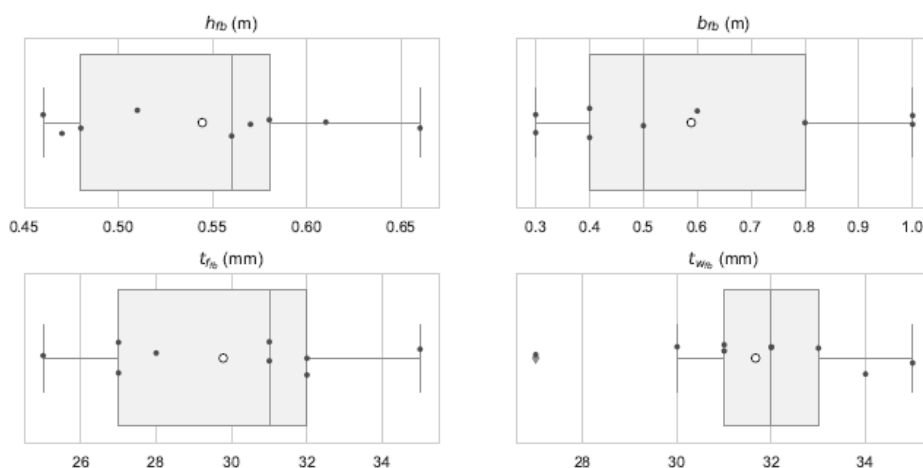 h_fb (m)
b_fb (m)
0.45 0.50 0.55 0.60 0.65
0.3 0.4 0.5 0.6 0.7 0.8 0.9 1.0
t_f_fb (mm)
t_w_fb (mm)
26 28 30 32 34
28 30 32 34